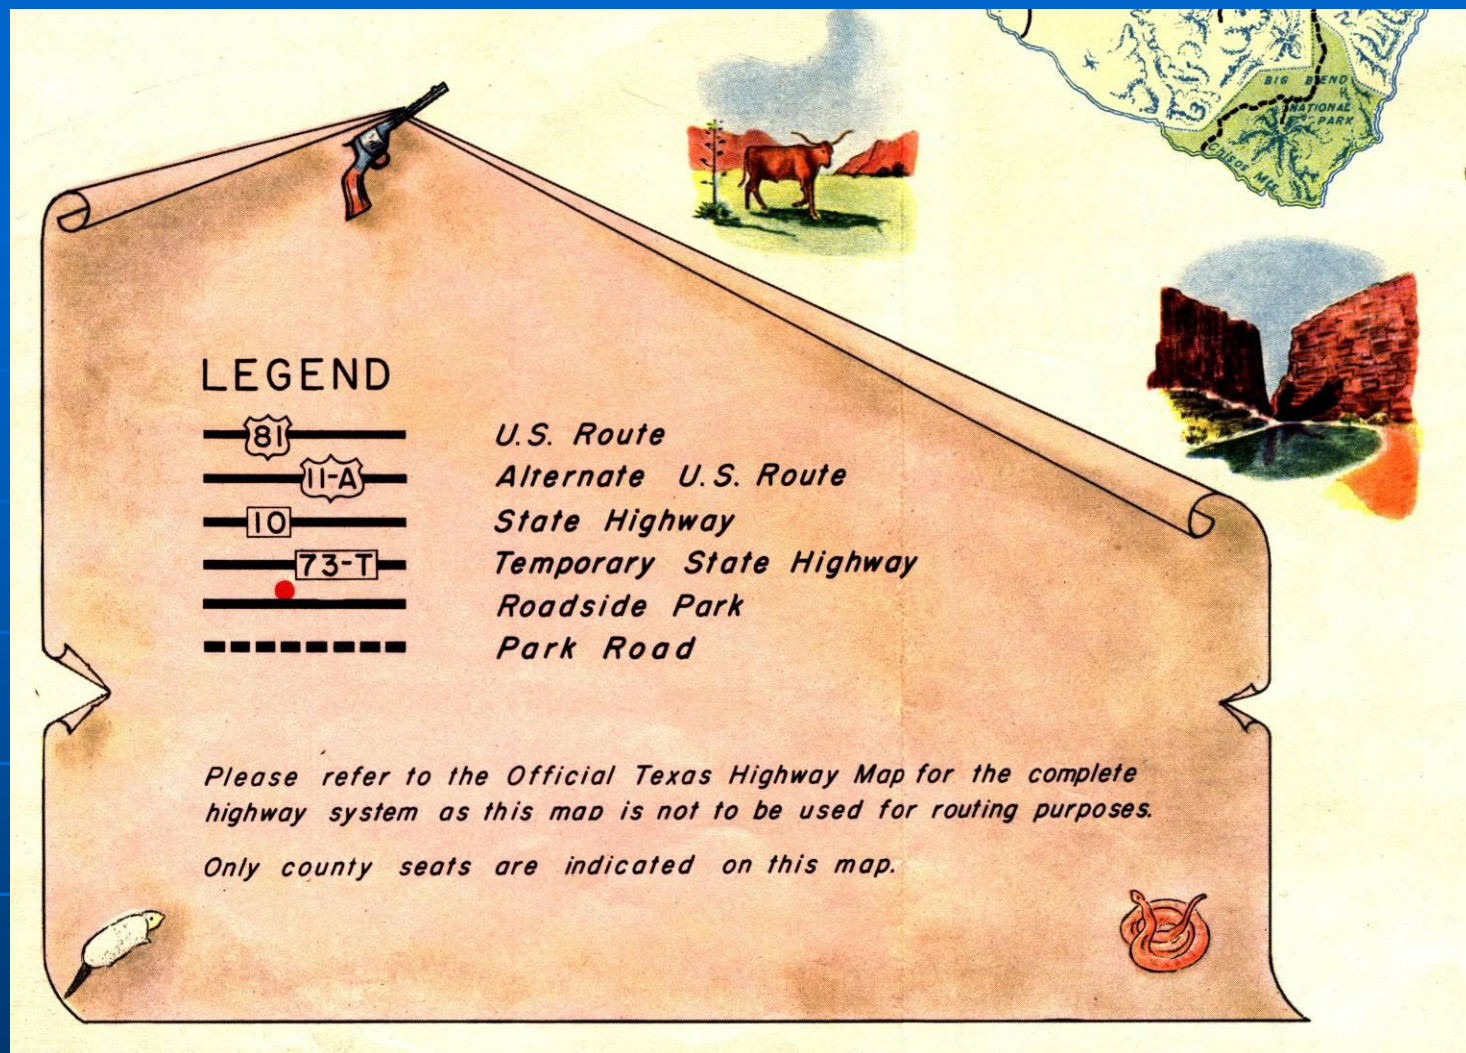 BIG BEND
NATIONAL
PARK
CHISOS MTS.
LEGEND
81 U.S. Route
11-A Alternate U.S. Route
10 State Highway
73-T Temporary State Highway
Roadside Park
Park Road
Please refer to the Official Texas Highway Map for the complete
highway system as this map is not to be used for routing purposes.
Only county seats are indicated on this map.